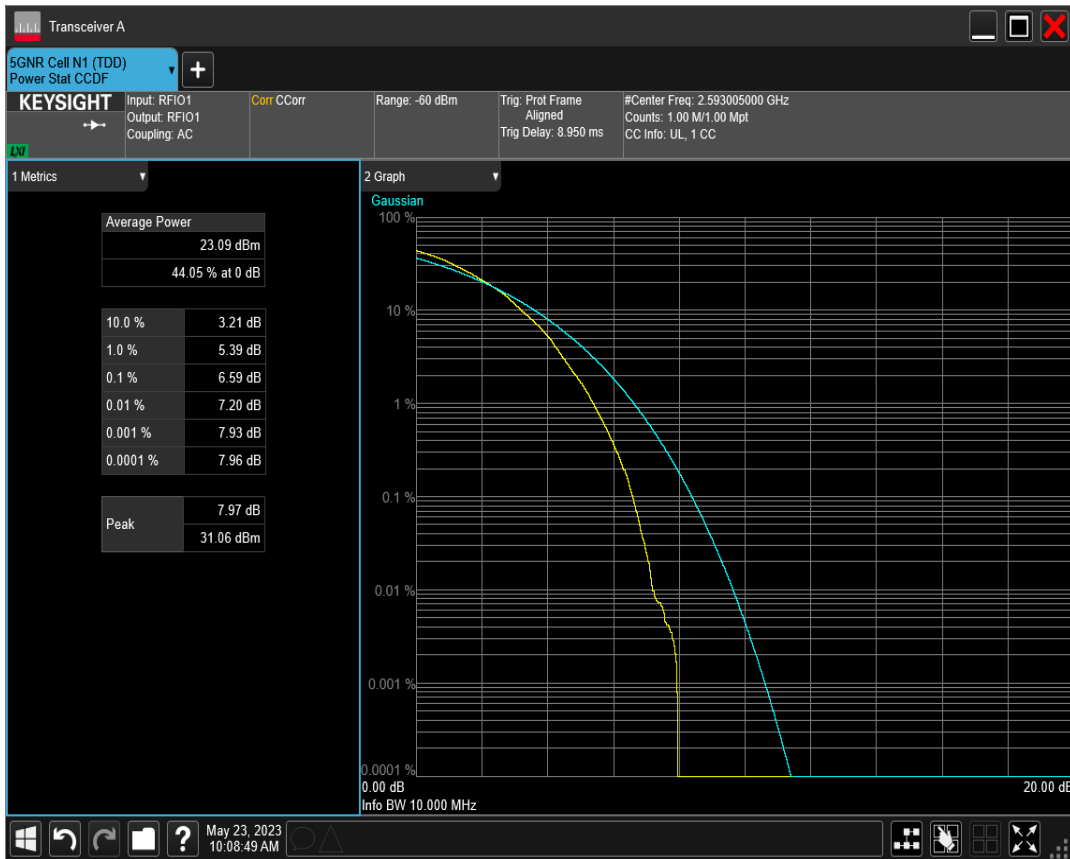 Transceiver A
5GNR Cell N1 (TDD)
Power Stat CCDF
KEYSIGHT
LXI
Input: RFIO1
Output: RFIO1
Coupling: AC
Corr CCorr
Range: -60 dBm
Trig: Prot Frame
Aligned
Trig Delay: 8.950 ms
#Center Freq: 2.593005000 GHz
Counts: 1.00 M/1.00 Mpt
CC Info: UL, 1 CC
1 Metrics
Average Power
23.09 dBm
44.05 % at 0 dB
10.0 % 3.21 dB
1.0 % 5.39 dB
0.1 % 6.59 dB
0.01 % 7.20 dB
0.001 % 7.93 dB
0.0001 % 7.96 dB
Peak 7.97 dB
31.06 dBm
2 Graph
Gaussian
100 %
10 %
1 %
0.1 %
0.01 %
0.001 %
0.0001 %
0.00 dB 20.00 dB
Info BW 10.000 MHz
?
May 23, 2023
10:08:49 AM